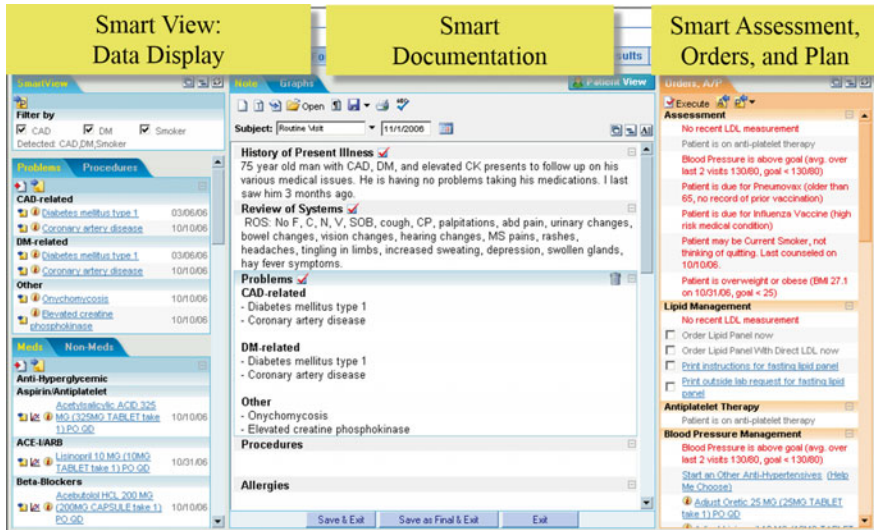 Smart View:
Data Display
Smart
Documentation
Smart Assessment,
Orders, and Plan
SmartView
Filter by
CAD DM Smoker
Detected: CAD,DM,Smoker
Problems Procedures
CAD-related
Diabetes mellitus type 1 03/06/06
Coronary artery disease 10/10/06
DM-related
Diabetes mellitus type 1 03/06/06
Coronary artery disease 10/10/06
Other
Onychomycosis 10/10/06
Elevated creatine
phosphokinase 10/10/06
Meds Non-Meds
Anti-Hyperglycemic
Aspirin/Antiplatelet
Acetylsalicylic ACID 325
MG (325MG TABLET take
1) PO QD 10/10/06
ACE-I/ARB
Lisinopril 10 MG (10MG
TABLET take 1) PO QD 10/31/06
Beta-Blockers
Acebutolol HCL 200 MG
(200MG CAPSULE take 1)
PO QD 10/10/06
sults
Note Graphs Patient View
Open
Subject: Routine Visit 11/1/2006 All
History of Present Illness
75 year old man with CAD, DM, and elevated CK presents to follow up on his
various medical issues. He is having no problems taking his medications. I last
saw him 3 months ago.
Review of Systems
ROS: No F, C, N, V, SOB, cough, CP, palpitations, abd pain, urinary changes,
bowel changes, vision changes, hearing changes, MS pains, rashes,
headaches, tingling in limbs, increased sweating, depression, swollen glands,
hay fever symptoms.
Problems
CAD-related
- Diabetes mellitus type 1
- Coronary artery disease
DM-related
- Diabetes mellitus type 1
- Coronary artery disease
Other
- Onychomycosis
- Elevated creatine phosphokinase
Procedures
Allergies
Save & Exit Save as Final & Exit Exit
Orders, A/P
Execute
Assessment
No recent LDL measurement
Patient is on anti-platelet therapy
Blood Pressure is above goal (avg. over
last 2 visits 130/80, goal < 130/80)
Patient is due for Pneumovax (older than
65, no record of prior vaccination)
Patient is due for Influenza Vaccine (high
risk medical condition)
Patient may be Current Smoker, not
thinking of quitting. Last counseled on
10/10/06.
Patient is overweight or obese (BMI 27.1
on 10/31/06, goal < 25)
Lipid Management
No recent LDL measurement
Order Lipid Panel now
Order Lipid Panel With Direct LDL now
Print instructions for fasting lipid panel
Print outside lab request for fasting lipid
panel
Antiplatelet Therapy
Patient is on anti-platelet therapy
Blood Pressure Management
Blood Pressure is above goal (avg. over
last 2 visits 130/80, goal < 130/80)
Start an Other Anti-Hypertensives (Help
Me Choose)
Adjust Oretic 25 MG (25MG TABLET
take 1) PO QD